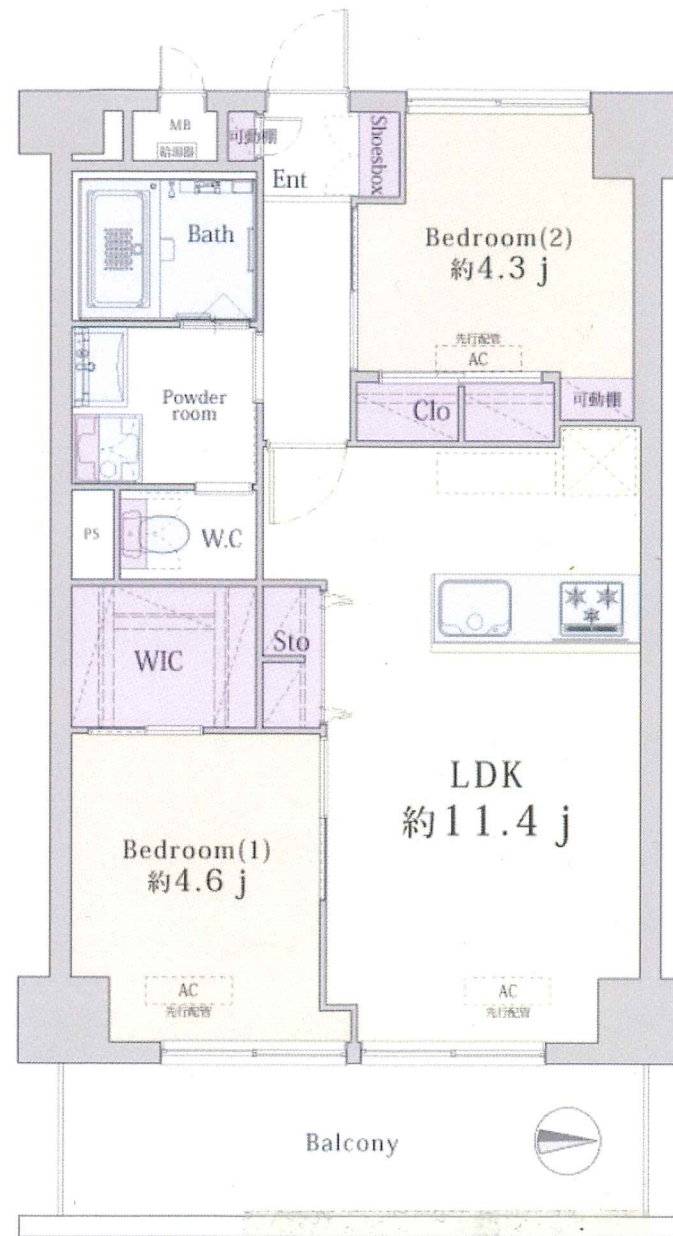 MB
給湯器
可動棚
Shoesbox
Ent
Bath
Bedroom(2)
約4.3 j
先行配管
AC
Powder
room
Clo
可動棚
PS
W.C
WIC
Sto
LDK
約11.4 j
Bedroom(1)
約4.6 j
AC
先行配管
AC
先行配管
Balcony